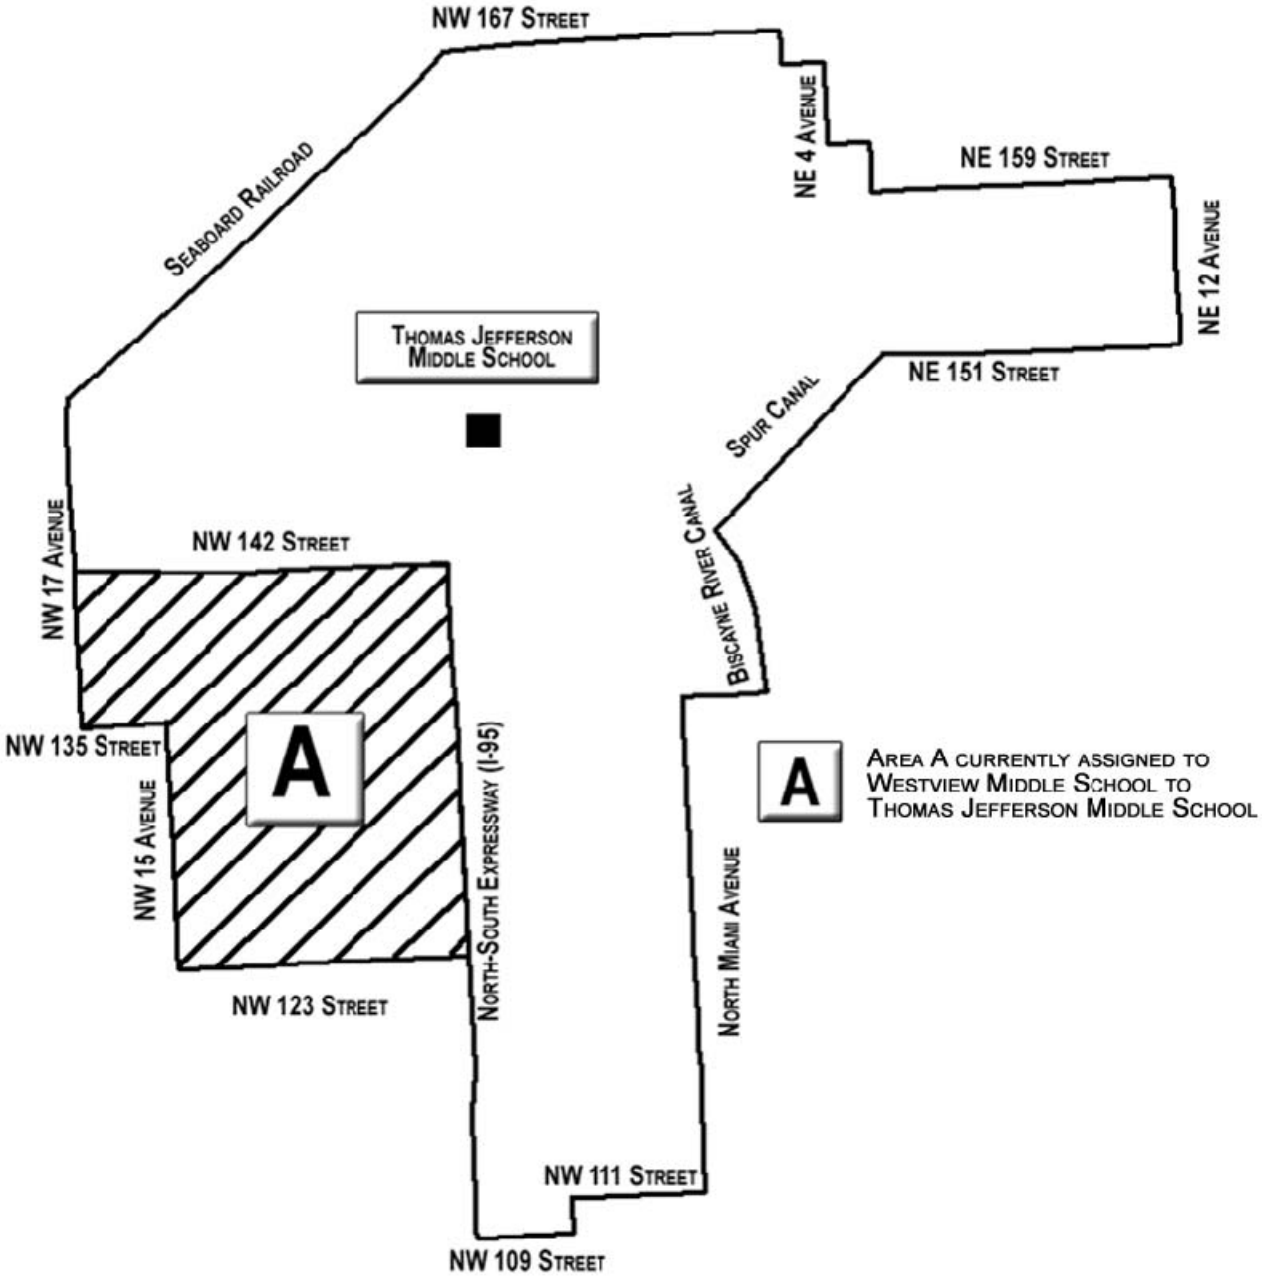 NW 167 Street
NE 4 Avenue
NE 159 Street
Seaboard Railroad
NE 12 Avenue
Thomas Jefferson
Middle School
NE 151 Street
Spur Canal
Biscayne River Canal
NW 17 Avenue
NW 142 Street
NW 135 Street
A
North-South Expressway (I-95)
A
Area A currently assigned to
Westview Middle School to
Thomas Jefferson Middle School
NW 15 Avenue
North Miani Avenue
NW 123 Street
NW 111 Street
NW 109 Street